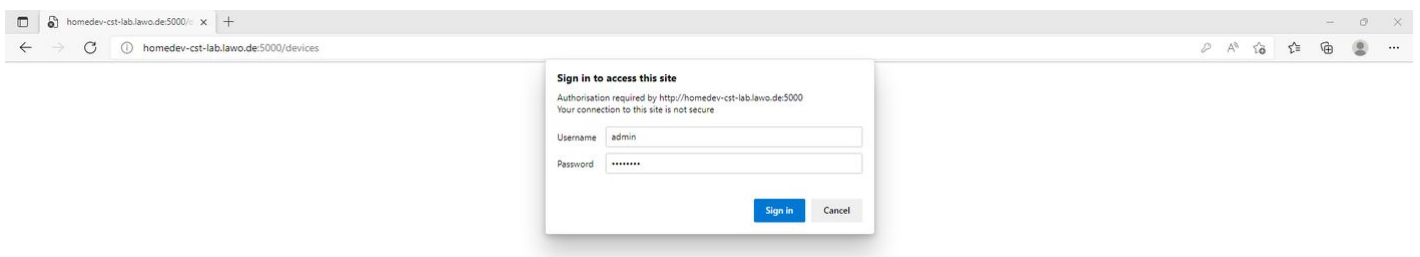 homedev-cst-lab.lawo.de:5000/d
homedev-cst-lab.lawo.de:5000/devices
Sign in to access this site
Authorisation required by http://homedev-cst-lab.lawo.de:5000
Your connection to this site is not secure
Username admin
Password ••••••••
Sign in Cancel